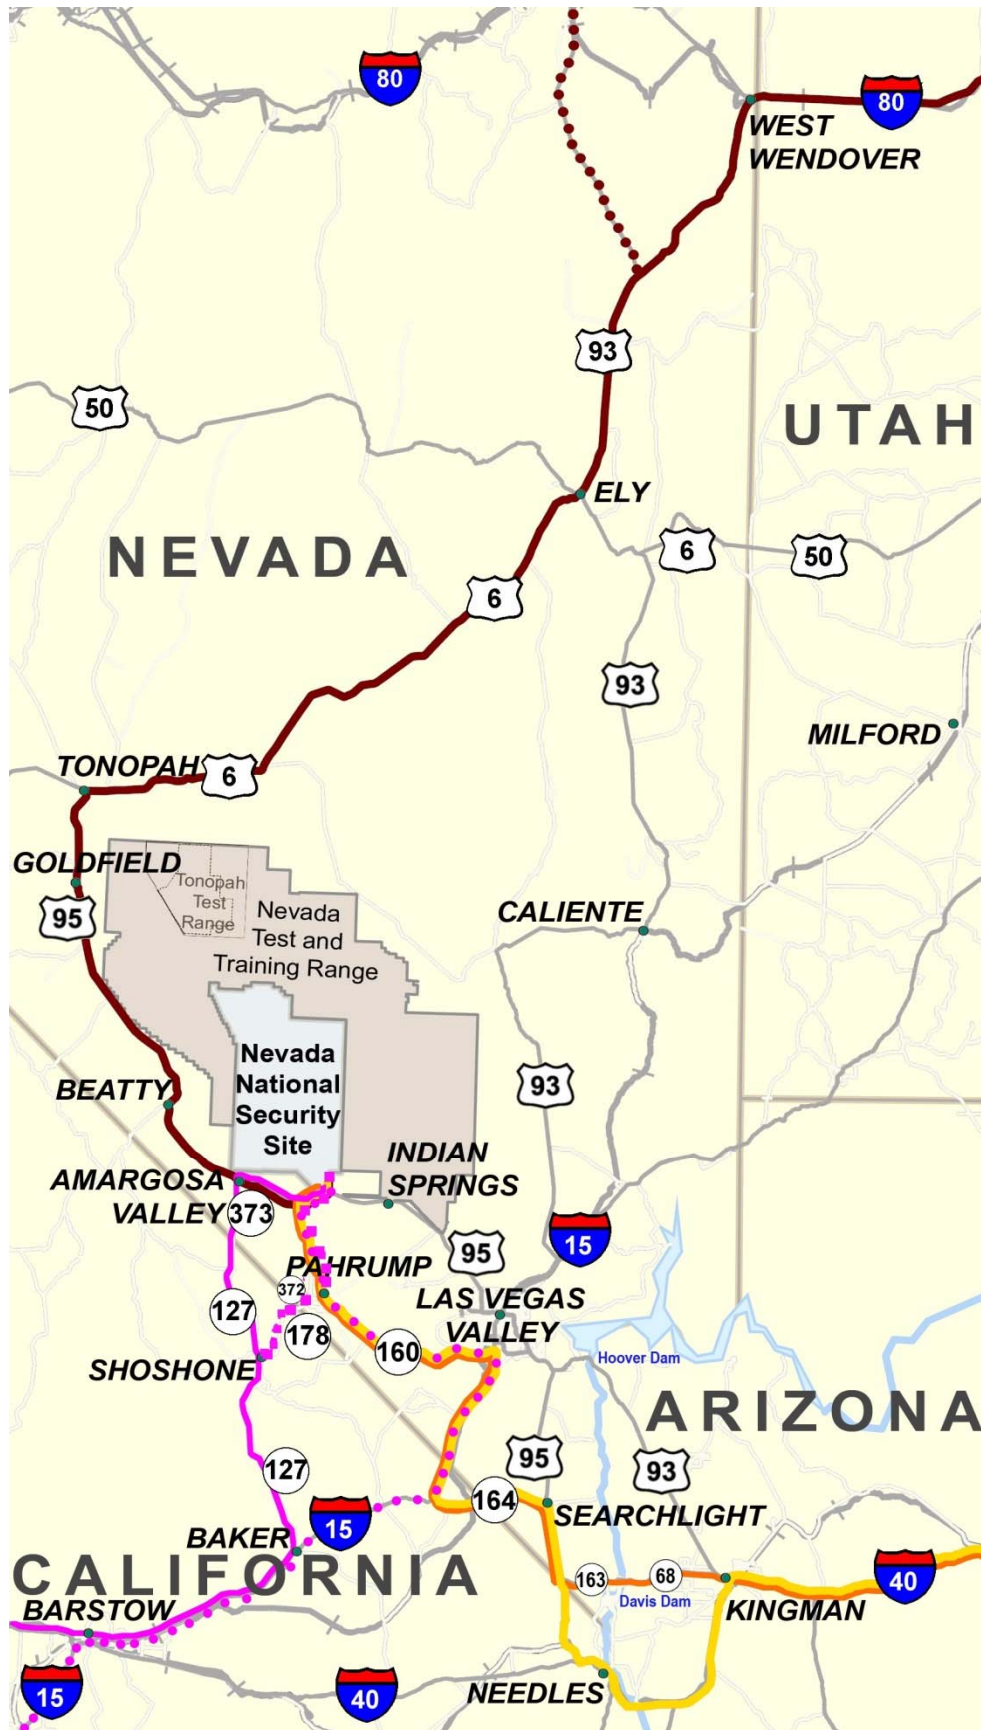 80
80
WEST
WENDOVER
93
50
UTAH
ELY
NEVADA
6
50
6
93
MILFORD
TONOPAH
6
GOLDFIELD
Tonopah
Test
Range
95
Nevada
Test and
Training Range
CALIENTE
Nevada
National
Security
Site
93
BEATTY
INDIAN
SPRINGS
AMARGOSA
VALLEY
373
15
95
PAHRUMP
372
127
178
LAS VEGAS
VALLEY
160
SHOSHONE
Hoover Dam
ARIZONA
127
95
93
164
SEARCHLIGHT
15
BAKER
CALIFORNIA
163
68
40
Davis Dam
KINGMAN
BARSTOW
15
40
NEEDLES